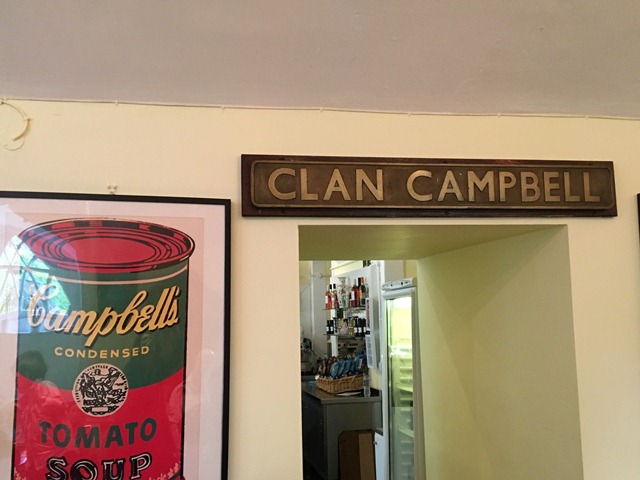 CLAN CAMPBELL
Campbell's
CONDENSED
TOMATO
SOUP